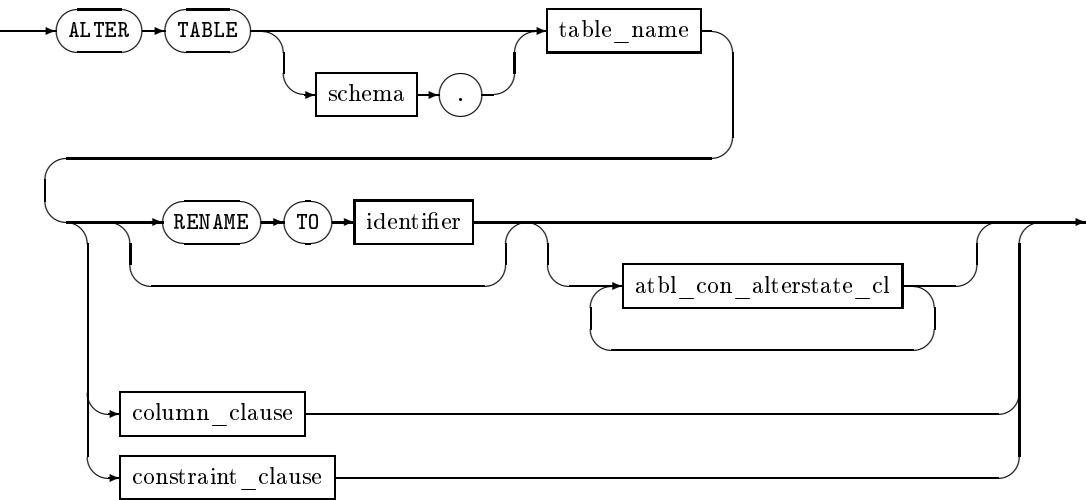 ALTER TABLE table_name
schema .
RENAME TO identifier
atbl_con_alterstate_cl
column_clause
constraint_clause